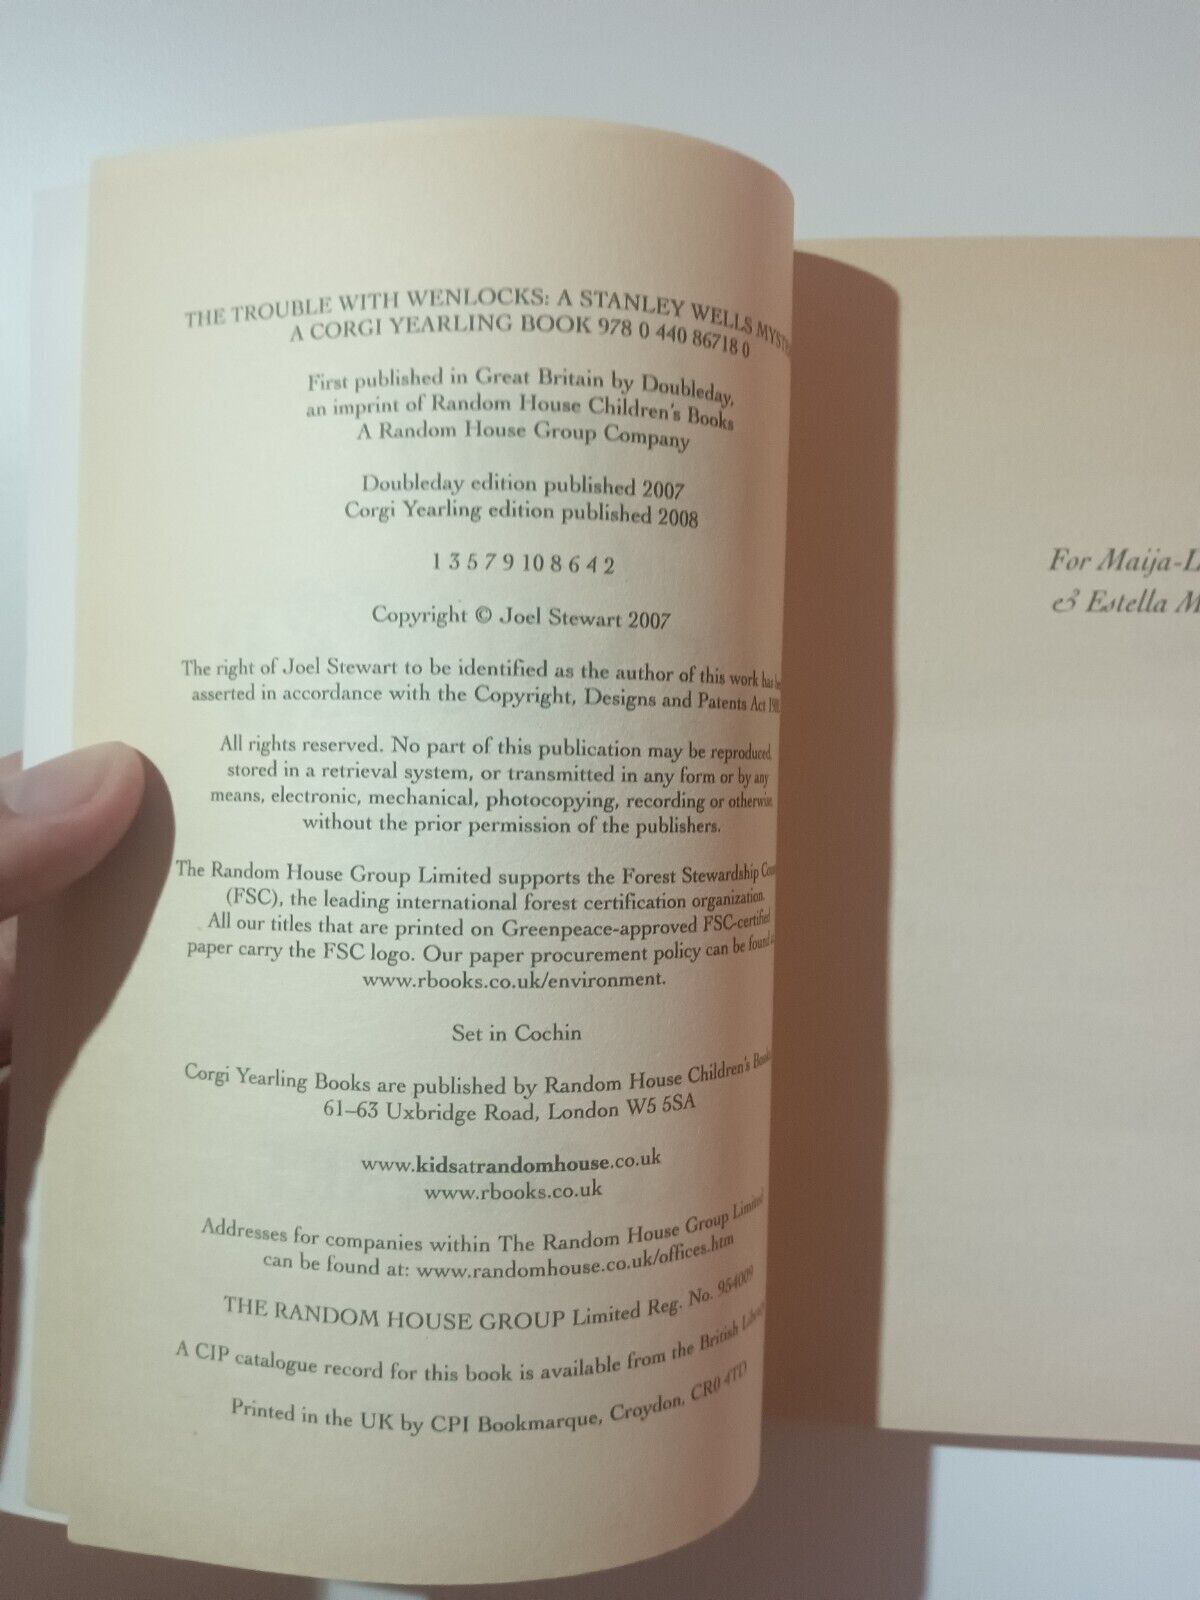 THE TROUBLE WITH WENLOCKS: A STANLEY WELLS
A CORGI YEARLING BOOK 978 0 440 86718 0
First published in Great Britain by Doubleday,
an imprint of Random House Children's Books
A Random House Group Company
Doubleday edition published 2007
Corgi Yearling edition published 2008
1 3 5 7 9 10 8 6 4 2
Copyright © Joel Stewart 2007
The right of Joel Stewart to be identified as the author of this work has
asserted in accordance with the Copyright, Designs and Patents Act
All rights reserved. No part of this publication may be reproduced,
stored in a retrieval system, or transmitted in any form or by any
means, electronic, mechanical, photocopying, recording or otherwise,
without the prior permission of the publishers.
The Random House Group Limited supports the Forest Stewardship
(FSC), the leading international forest certification organization.
All our titles that are printed on Greenpeace-approved FSC-certified
paper carry the FSC logo. Our paper procurement policy can be found
www.rbooks.co.uk/environment.
Set in Cochin
Corgi Yearling Books are published by Random House Children's Books
61–63 Uxbridge Road, London W5 5SA
www.kidsatrandomhouse.co.uk
www.rbooks.co.uk
Addresses for companies within The Random House Group Limited
can be found at: www.randomhouse.co.uk/offices.htm
THE RANDOM HOUSE GROUP Limited Reg. No. 954009
A CIP catalogue record for this book is available from the British Library
Printed in the UK by CPI Bookmarque, Croydon, CR0 4TD
For Maija-L
& Estella M